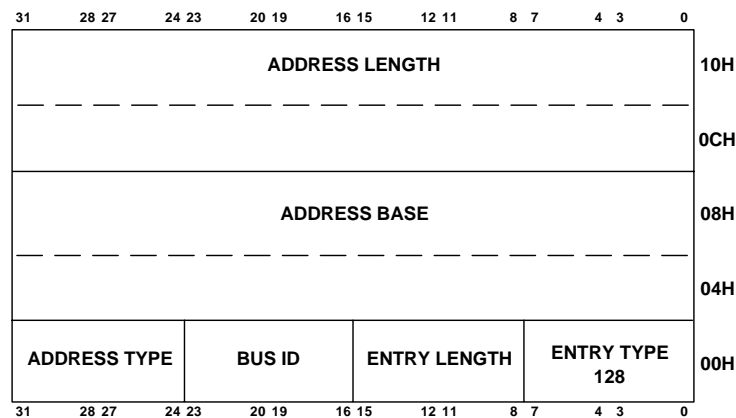 31 28 27 24 23 20 19 16 15 12 11 8 7 4 3 0
ADDRESS LENGTH 10H
0CH
ADDRESS BASE 08H
04H
ADDRESS TYPE BUS ID ENTRY LENGTH ENTRY TYPE 128 00H
31 28 27 24 23 20 19 16 15 12 11 8 7 4 3 0